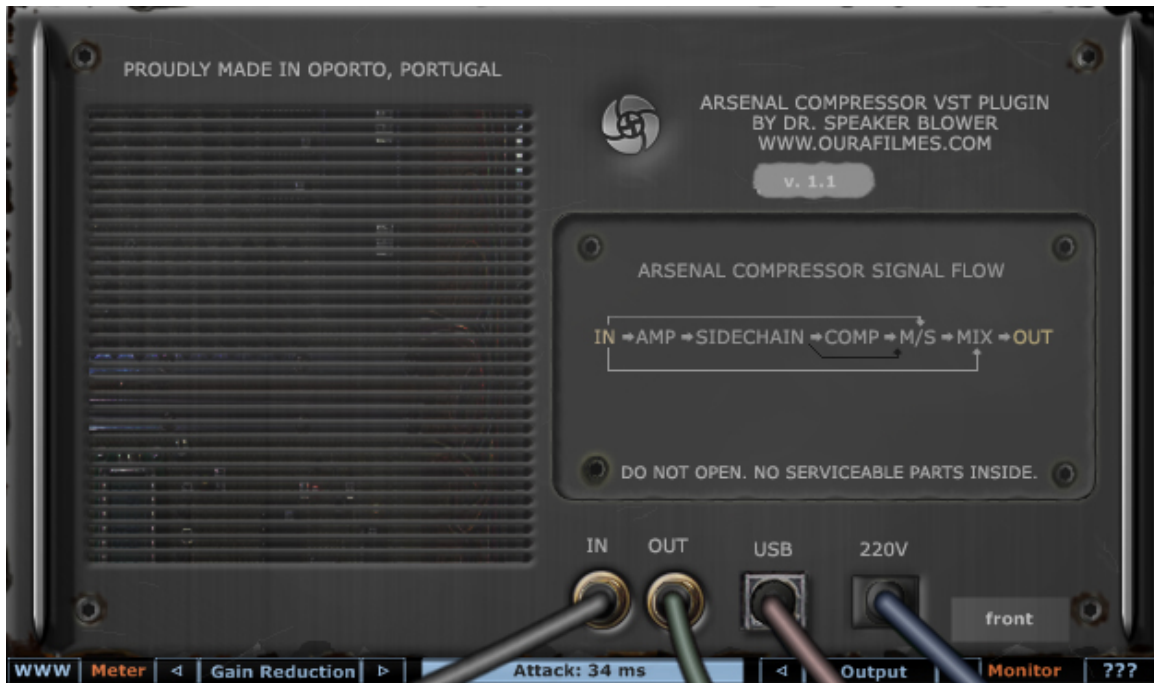 PROUDLY MADE IN OPORTO, PORTUGAL
ARSENAL COMPRESSOR VST PLUGIN
BY DR. SPEAKER BLOWER
WWW.OURAFILMES.COM
v. 1.1
ARSENAL COMPRESSOR SIGNAL FLOW
IN AMP SIDECHAIN COMP M/S MIX OUT
DO NOT OPEN. NO SERVICEABLE PARTS INSIDE.
IN OUT USB 220V
front
WWW Meter Gain Reduction Attack: 34 ms Output Monitor ???